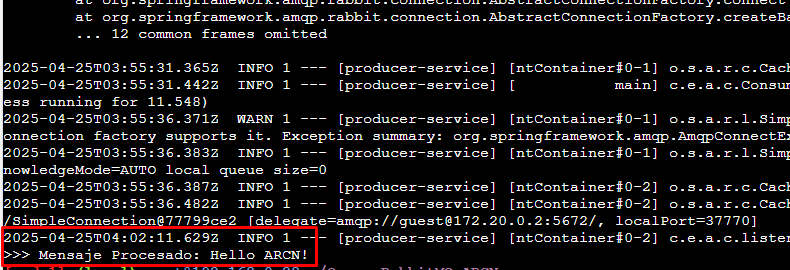 at org.springframework.amqp.rabbit.connection.AbstractConnectionFactory.connect
at org.springframework.amqp.rabbit.connection.AbstractConnectionFactory.createBa
... 12 common frames omitted
2025-04-25T03:55:31.365Z  INFO 1 --- [producer-service] [ntContainer#0-1] o.s.a.r.c.Cach
2025-04-25T03:55:31.442Z  INFO 1 --- [producer-service] [           main] c.e.a.c.Consum
ess running for 11.548)
2025-04-25T03:55:36.371Z  WARN 1 --- [producer-service] [ntContainer#0-1] o.s.a.r.l.Simp
onnection factory supports it. Exception summary: org.springframework.amqp.AmqpConnectEx
2025-04-25T03:55:36.383Z  INFO 1 --- [producer-service] [ntContainer#0-1] o.s.a.r.l.Simp
nowledgeMode=AUTO local queue size=0
2025-04-25T03:55:36.387Z  INFO 1 --- [producer-service] [ntContainer#0-2] o.s.a.r.c.Cach
2025-04-25T03:55:36.482Z  INFO 1 --- [producer-service] [ntContainer#0-2] o.s.a.r.c.Cach
/SimpleConnection@77799ce2 [delegate=amqp://guest@172.20.0.2:5672/, localPort=37770]
2025-04-25T04:02:11.629Z  INFO 1 --- [producer-service] [ntContainer#0-2] c.e.a.c.listen
>>> Mensaje Procesado: Hello ARCN!